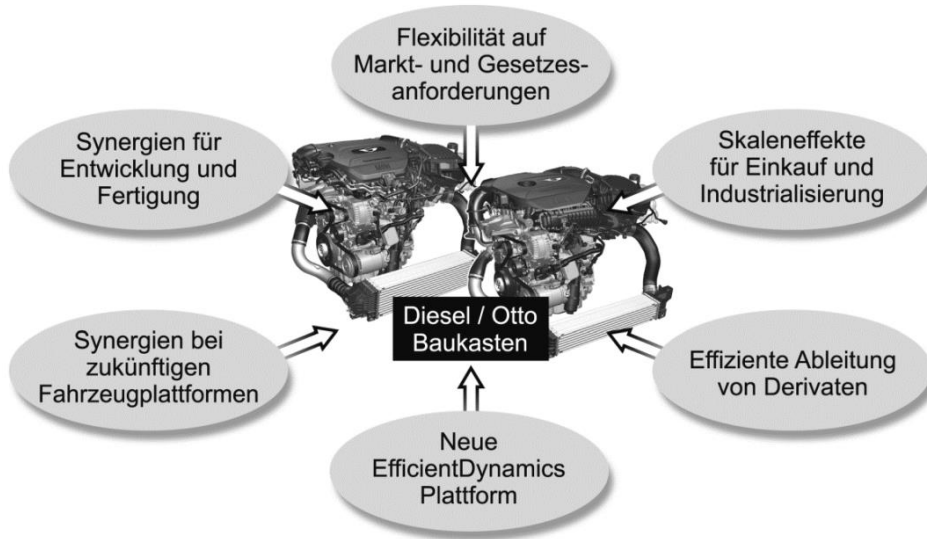 Flexibilität auf
Markt- und Gesetzes-
anforderungen
Synergien für
Entwicklung und
Fertigung
Skaleneffekte
für Einkauf und
Industrialisierung
Diesel / Otto
Baukasten
Synergien bei
zukünftigen
Fahrzeugplattformen
Effiziente Ableitung
von Derivaten
Neue
EfficientDynamics
Plattform